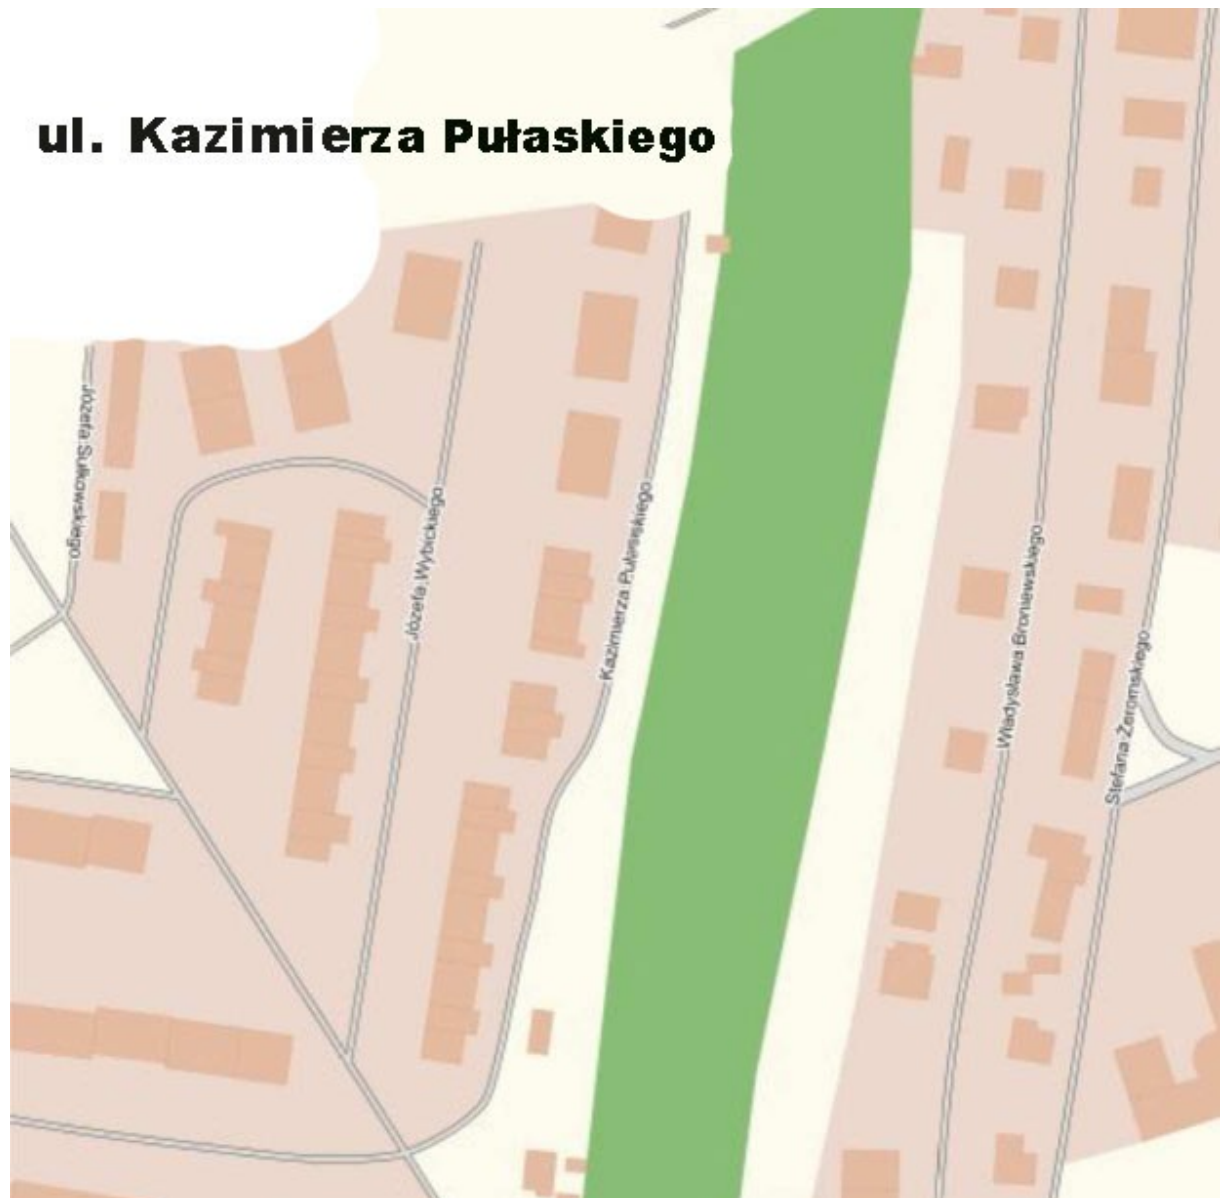 ul. Kazimierza Pułaskiego
Józefa Sułkowskiego
Józefa Wybickiego
Kazimierza Pułaskiego
Władysława Broniewskiego
Stefana Żeromskiego